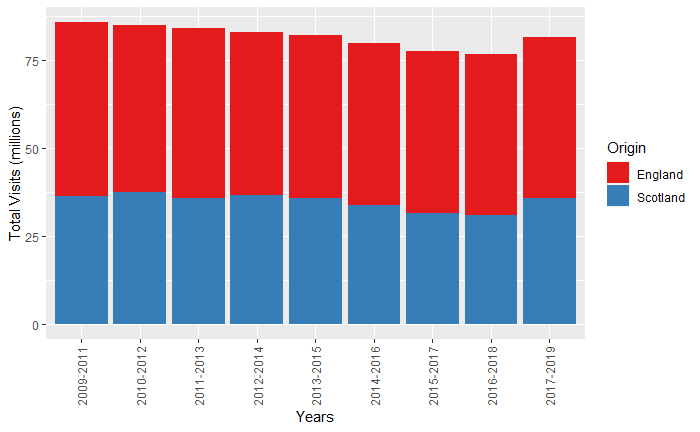 Total Visits (millions)
75
50
25
0
2009-2011
2010-2012
2011-2013
2012-2014
2013-2015
2014-2016
2015-2017
2016-2018
2017-2019
Years
Origin
England
Scotland